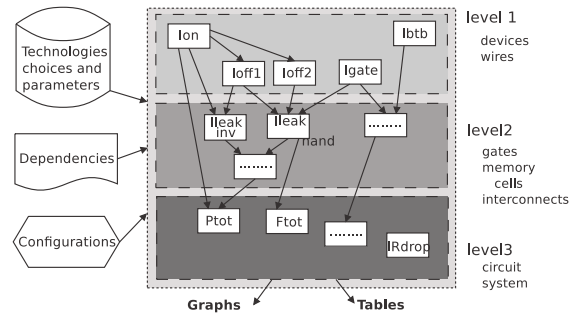 Technologies
choices and
parameters
Dependencies
Configurations
Ion
Ibtb
Ioff1
Ioff2
Igate
Ileak
inv
Ileak
nand
........
........
Ptot
Ftot
........
IRdrop
level 1
devices
wires
level2
gates
memory
cells
interconnects
level3
circuit
system
Graphs
Tables